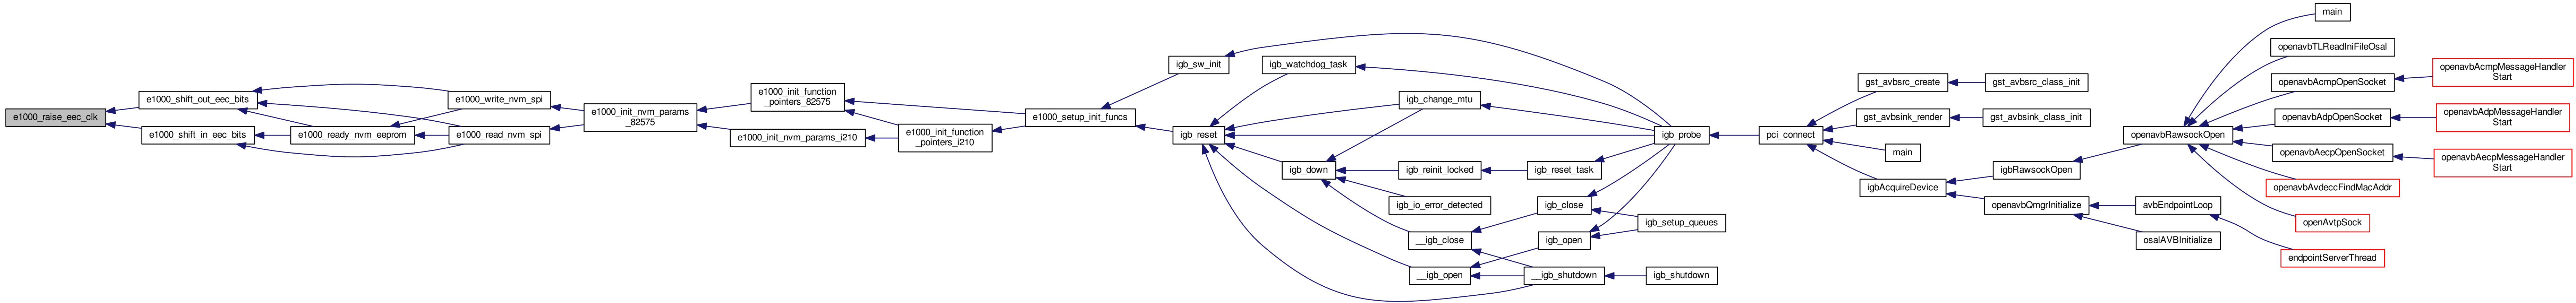 e1000_raise_eec_clk
e1000_shift_out_eec_bits
e1000_shift_in_eec_bits
e1000_ready_nvm_eeprom
e1000_write_nvm_spi
e1000_read_nvm_spi
e1000_init_nvm_params
_82575
e1000_init_function
_pointers_82575
e1000_init_nvm_params_i210
e1000_init_function
_pointers_i210
e1000_setup_init_funcs
igb_sw_init
igb_reset
igb_watchdog_task
igb_change_mtu
igb_down
igb_reinit_locked
igb_reset_task
igb_io_error_detected
igb_close
__igb_close
igb_setup_queues
igb_open
__igb_open
__igb_shutdown
igb_shutdown
igb_probe
pci_connect
gst_avbsrc_create
gst_avbsrc_class_init
gst_avbsink_render
gst_avbsink_class_init
main
igbAcquireDevice
igbRawsockOpen
openavbQmgrInitialize
avbEndpointLoop
osalAVBInitialize
openavbRawsockOpen
main
openavbTLReadIniFileOsal
openavbAcmpOpenSocket
openavbAcmpMessageHandler
Start
openavbAdpOpenSocket
openavbAdpMessageHandler
Start
openavbAecpOpenSocket
openavbAecpMessageHandler
Start
openavbAvdeccFindMacAddr
openAvtpSock
endpointServerThread